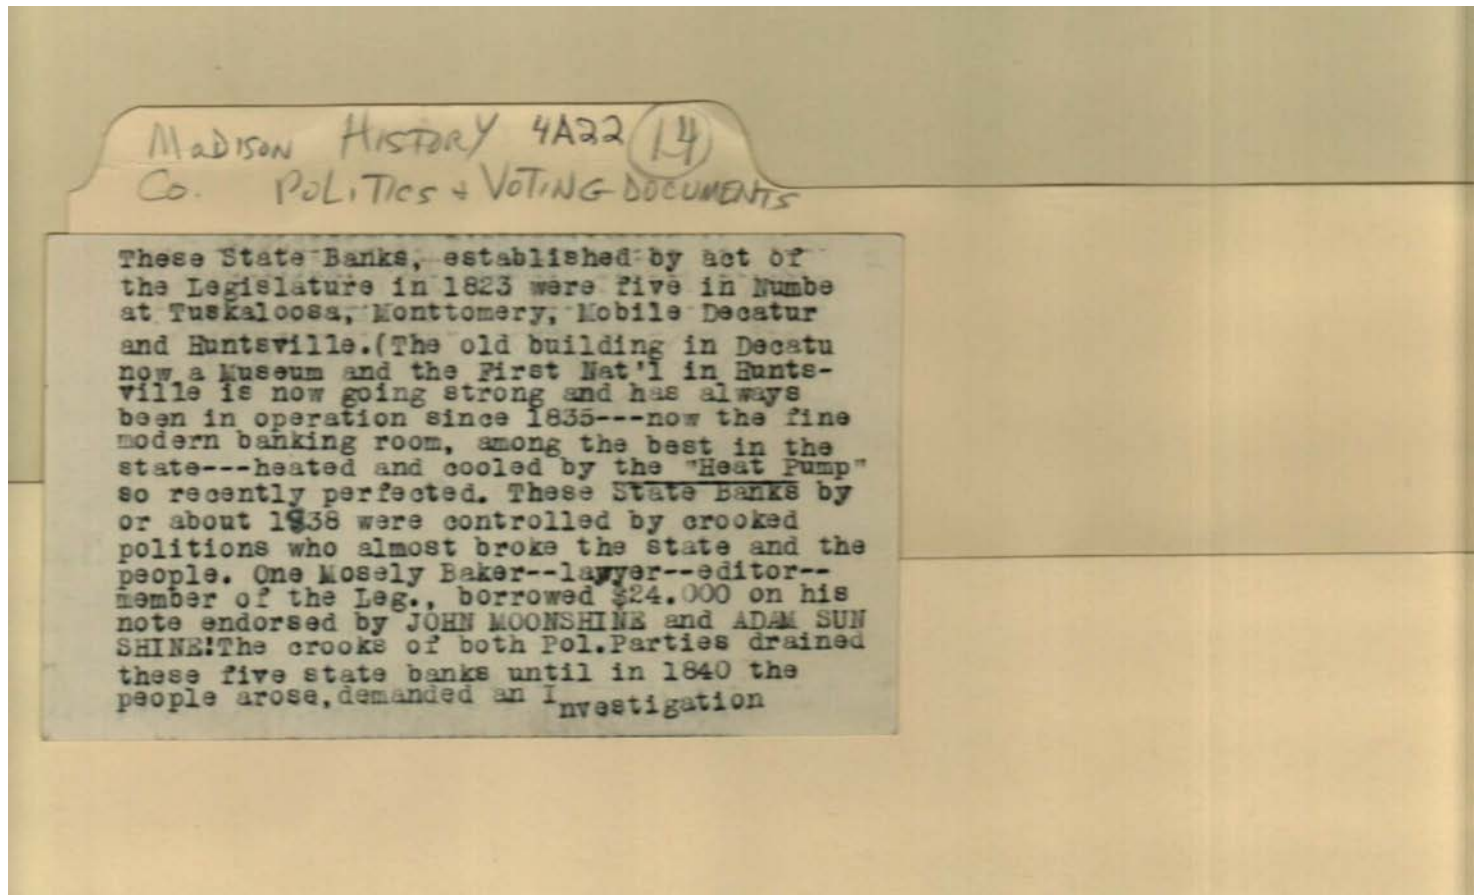 MADISON HISTORY 4A22 14
Co. POLITICS + VOTING DOCUMENTS
These State Banks, established by act of
the Legislature in 1823 were five in Numbe
at Tuskaloosa, Monttomery, Mobile Decatur
and Huntsville.(The old building in Decatu
now a Museum and the First Nat'l in Hunts-
ville is now going strong and has always
been in operation since 1835---now the fine
modern banking room, among the best in the
state---heated and cooled by the "Heat Pump"
so recently perfected. These State Banks by
or about 1838 were controlled by crooked
politions who almost broke the state and the
people. One Mosely Baker--lawyer--editor--
member of the Leg., borrowed $24.000 on his
note endorsed by JOHN MOONSHINE and ADAM SUN
SHINE!The crooks of both Pol.Parties drained
these five state banks until in 1840 the
people arose,demanded an Investigation